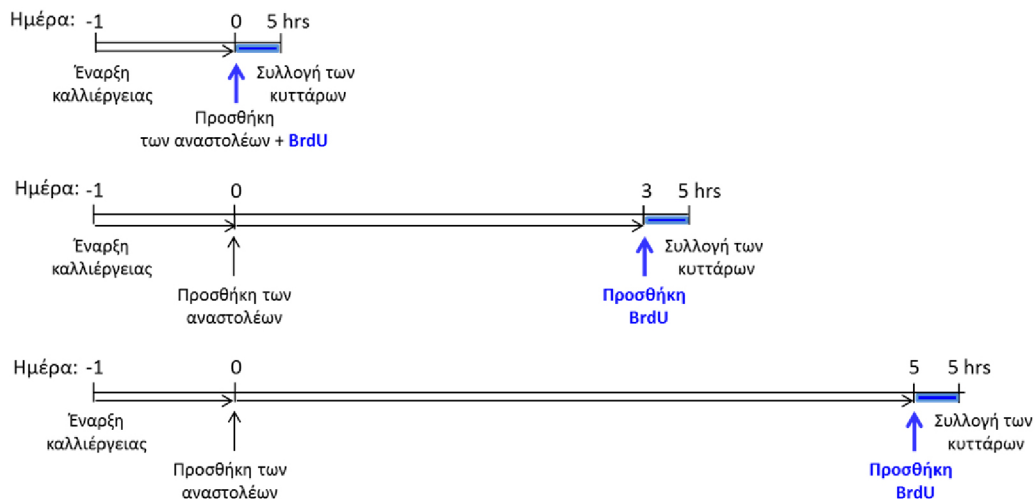 Ημέρα: -1 0 5 hrs
Έναρξη Συλλογή των
καλλιέργειας κυττάρων
Προσθήκη
των αναστολέων + BrdU
Ημέρα: -1 0 3 5 hrs
Έναρξη Συλλογή των
καλλιέργειας κυττάρων
Προσθήκη των Προσθήκη
αναστολέων BrdU
Ημέρα: -1 0 5 5 hrs
Έναρξη Συλλογή των
καλλιέργειας κυττάρων
Προσθήκη των Προσθήκη
αναστολέων BrdU